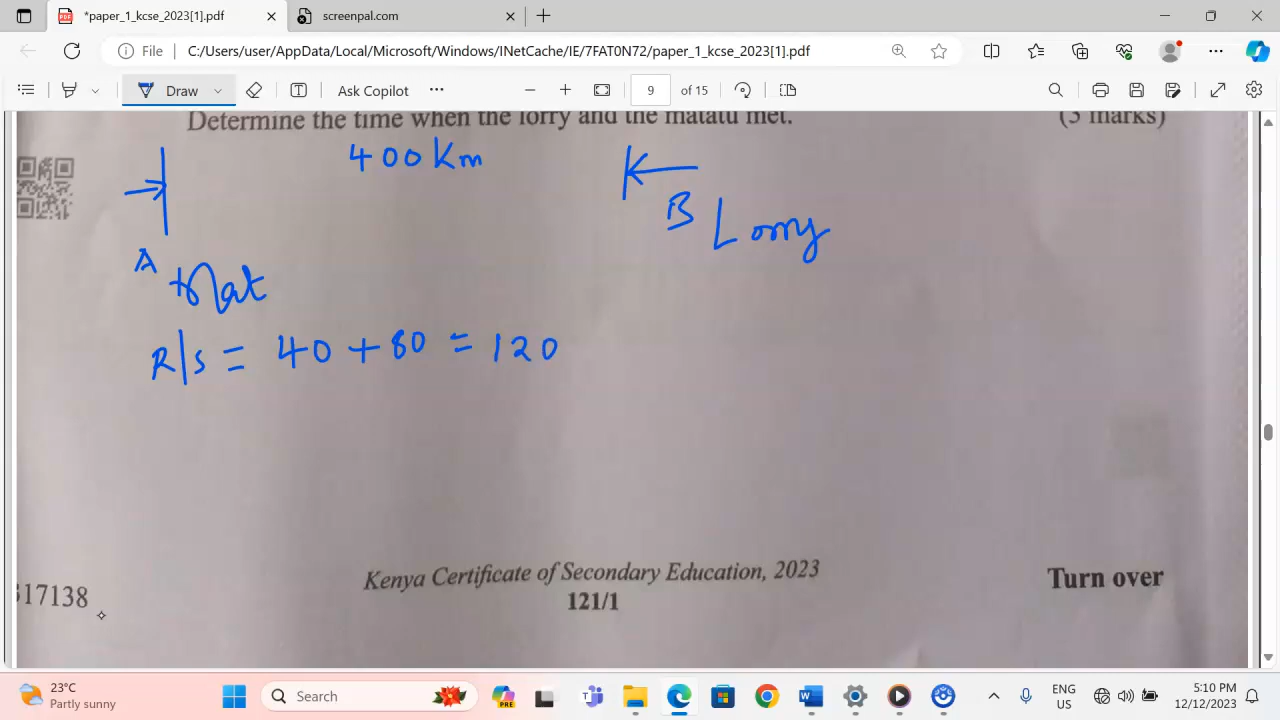 *paper_1_kcse_2023[1].pdf
screenpal.com
File
C:/Users/user/AppData/Local/Microsoft/Windows/INetCache/IE/7FAT0N72/paper_1_kcse_2023[1].pdf
Draw
Ask Copilot
9 of 15
Determine the time when the lorry and the matatu met. (3 marks)
400Km
B Lorry
A Mat
R/s = 40 + 80 = 120
Kenya Certificate of Secondary Education, 2023
121/1
Turn over
17138
23°C
Partly sunny
Search
PRE
ENG
US
5:10 PM
12/12/2023